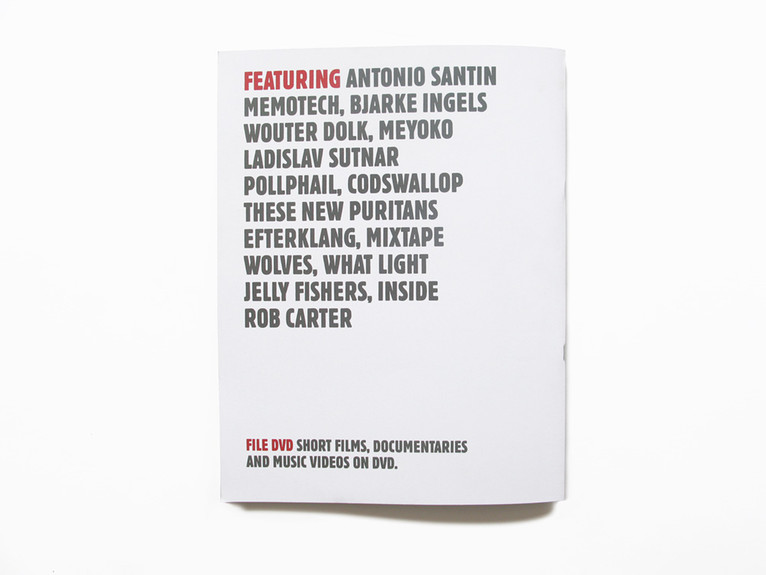 FEATURING ANTONIO SANTIN
MEMOTECH, BJARKE INGELS
WOUTER DOLK, MEYOKO
LADISLAV SUTNAR
POLLPHAIL, CODSWALLOP
THESE NEW PURITANS
EFTERKLANG, MIXTAPE
WOLVES, WHAT LIGHT
JELLY FISHERS, INSIDE
ROB CARTER
FILE DVD SHORT FILMS, DOCUMENTARIES
AND MUSIC VIDEOS ON DVD.